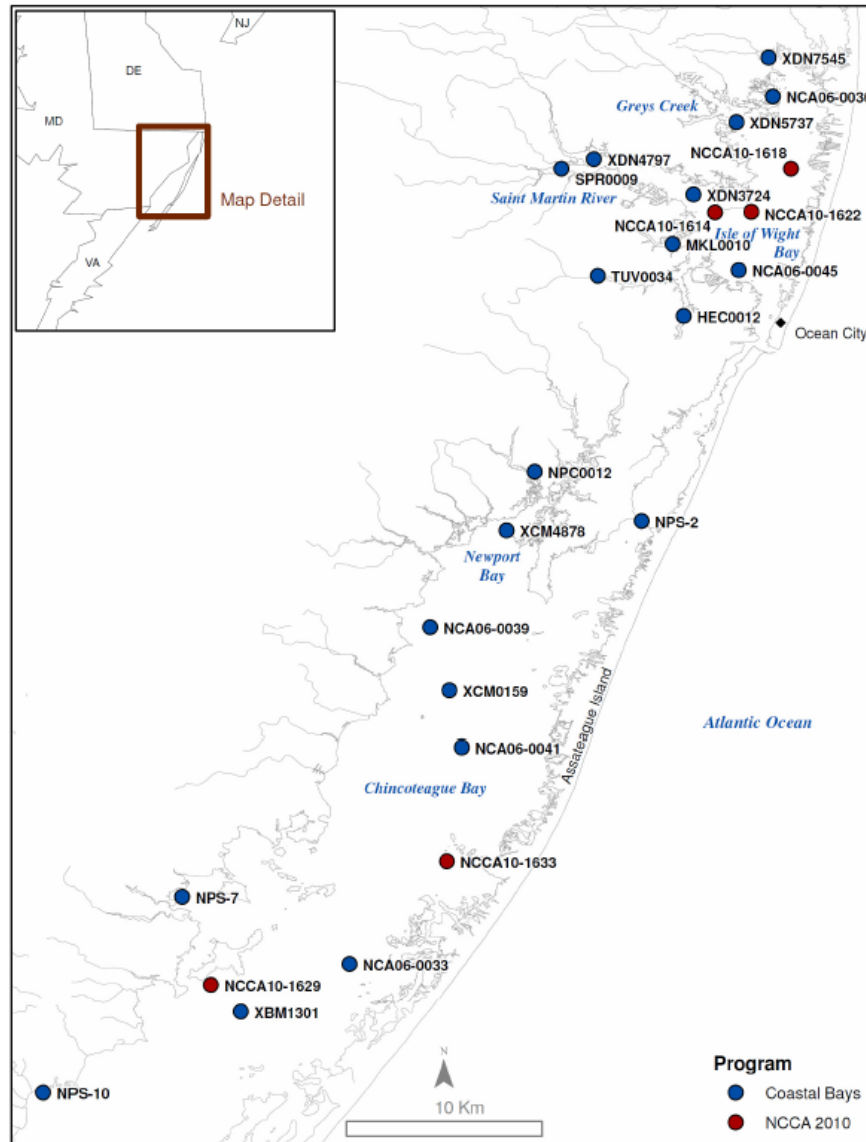 NJ
DE
MD
VA
Map Detail
XDN7545
NCA06-0036
Greys Creek
XDN5737
NCCA10-1618
XDN4797
SPR0009
Saint Martin River
XDN3724
NCCA10-1614
NCCA10-1622
Isle of Wight
Bay
MKL0010
NCA06-0045
TUV0034
HEC0012
Ocean City
NPC0012
NPS-2
XCM4878
Newport
Bay
NCA06-0039
XCM0159
Atlantic Ocean
Assateague Island
NCA06-0041
Chincoteague Bay
NCCA10-1633
NPS-7
NCA06-0033
NCCA10-1629
XBM1301
NPS-10
N
10 Km
Program
Coastal Bays
NCCA 2010